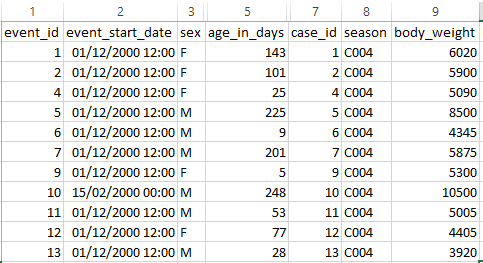 1 2 3 5 7 8 9
event_id event_start_date sex age_in_days case_id season body_weight
1 01/12/2000 12:00 F 143 1 C004 6020
2 01/12/2000 12:00 F 101 2 C004 5900
4 01/12/2000 12:00 F 25 4 C004 5090
5 01/12/2000 12:00 M 225 5 C004 8500
6 01/12/2000 12:00 M 9 6 C004 4345
7 01/12/2000 12:00 M 201 7 C004 5875
9 01/12/2000 12:00 F 5 9 C004 5300
10 15/02/2000 00:00 M 248 10 C004 10500
11 01/12/2000 12:00 M 53 11 C004 5005
12 01/12/2000 12:00 F 77 12 C004 4405
13 01/12/2000 12:00 M 28 13 C004 3920